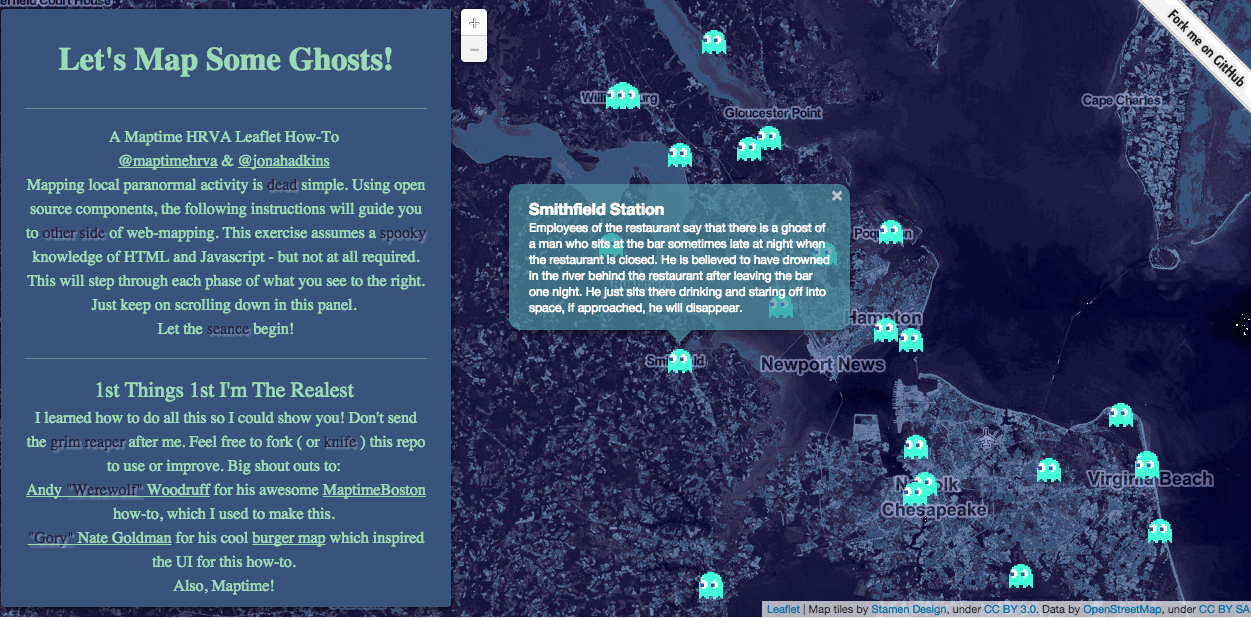 Let's Map Some Ghosts!
A Maptime HRVA Leaflet How-To
@maptimehrva & @jonahadkins
Mapping local paranormal activity is dead simple. Using open
source components, the following instructions will guide you
to other side of web-mapping. This exercise assumes a spooky
knowledge of HTML and Javascript - but not at all required.
This will step through each phase of what you see to the right.
Just keep on scrolling down in this panel.
Let the seance begin!
1st Things 1st I'm The Realest
I learned how to do all this so I could show you! Don't send
the grim reaper after me. Feel free to fork ( or knife ) this repo
to use or improve. Big shout outs to:
Andy "Werewolf" Woodruff for his awesome MaptimeBoston
how-to, which I used to make this.
"Gory" Nate Goldman for his cool burger map which inspired
the UI for this how-to.
Also, Maptime!
+
−
Fork me on GitHub
Cape Charles
Gloucester Point
Smithfield Station
×
Employees of the restaurant say that there is a ghost of
a man who sits at the bar sometimes late at night when
the restaurant is closed. He is believed to have drowned
in the river behind the restaurant after leaving the bar
one night. He just sits there drinking and staring off into
space, if approached, he will disappear.
Hampton
Newport News
Virginia Beach
Chesapeake
Leaflet | Map tiles by Stamen Design, under CC BY 3.0. Data by OpenStreetMap, under CC BY SA